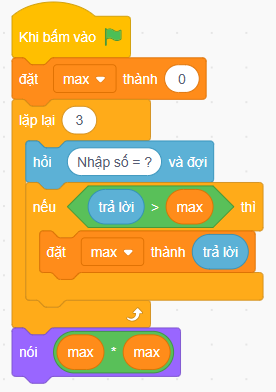 Khi bấm vào
đặt max thành 0
lặp lại 3
hỏi Nhập số = ? và đợi
nếu trả lời > max thì
đặt max thành trả lời
nói max * max